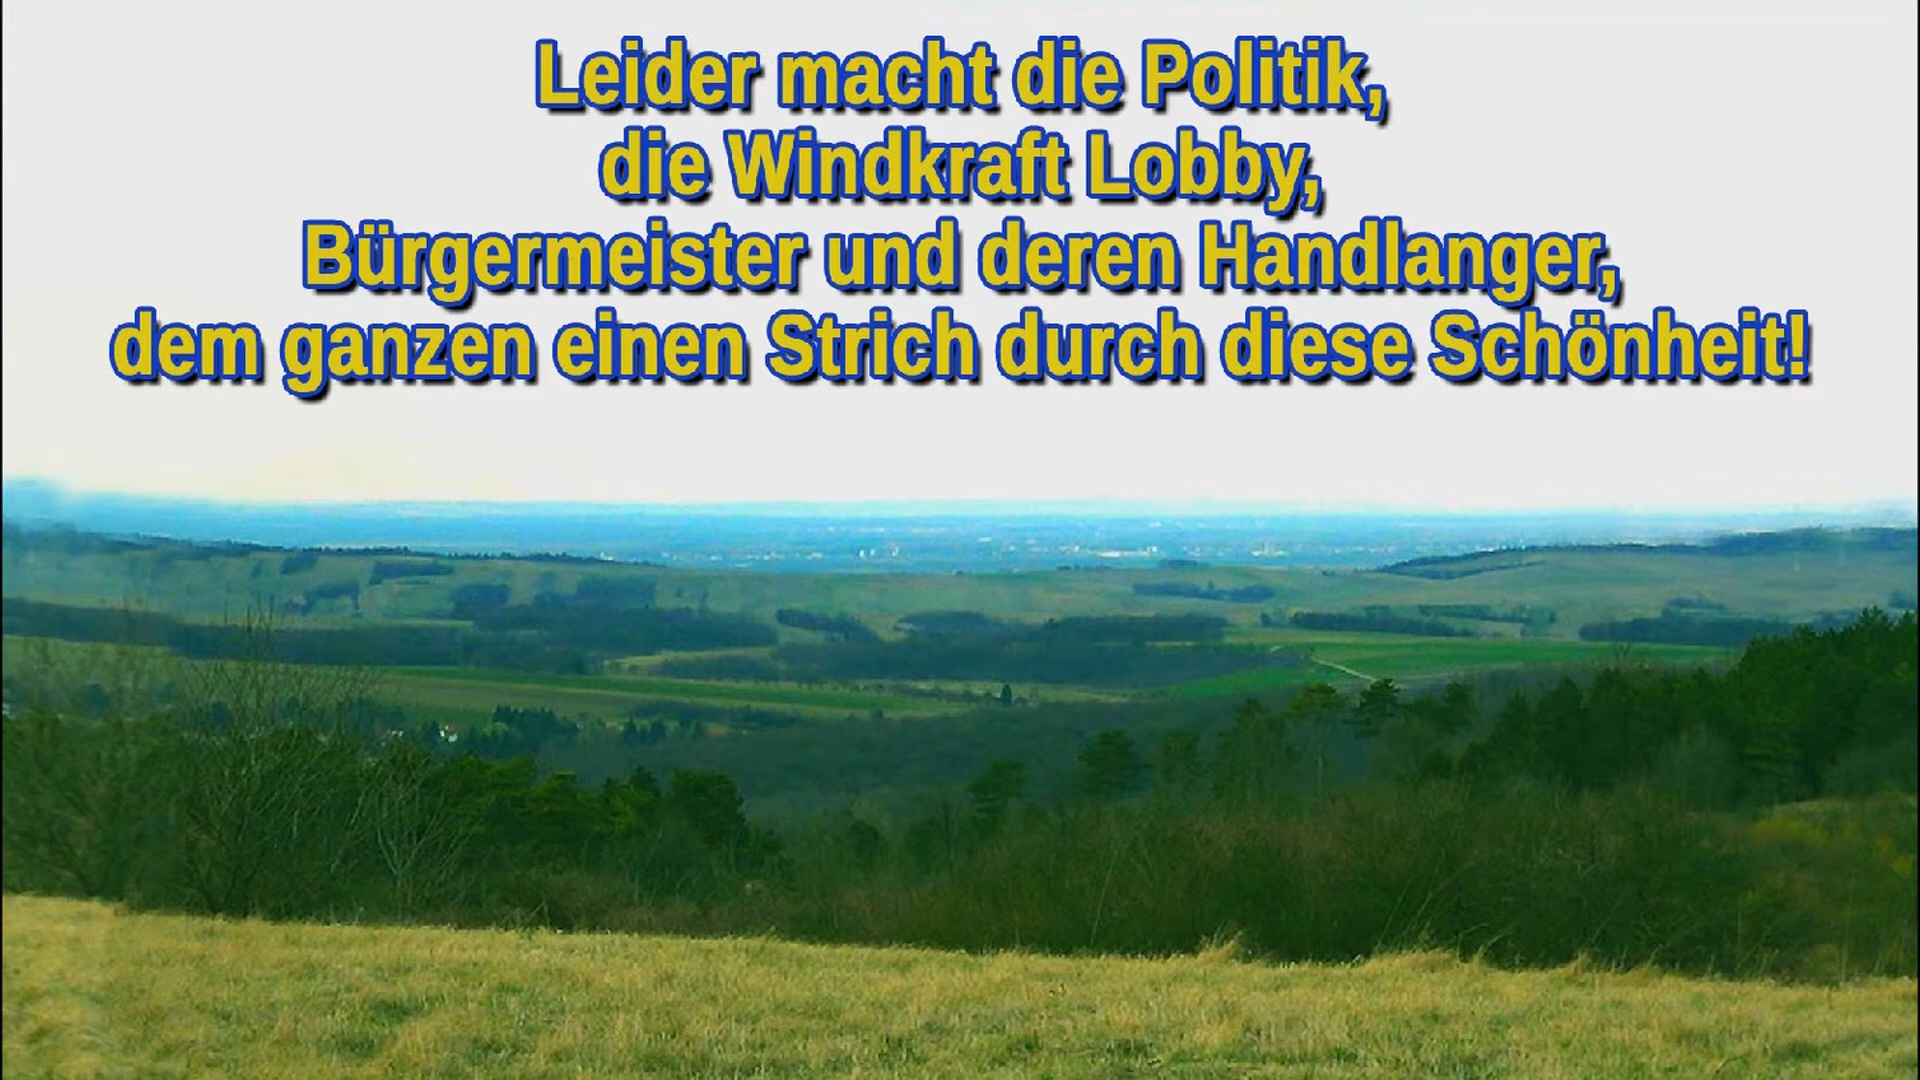 Leider macht die Politik,
die Windkraft Lobby,
Bürgermeister und deren Handlanger,
dem ganzen einen Strich durch diese Schönheit!